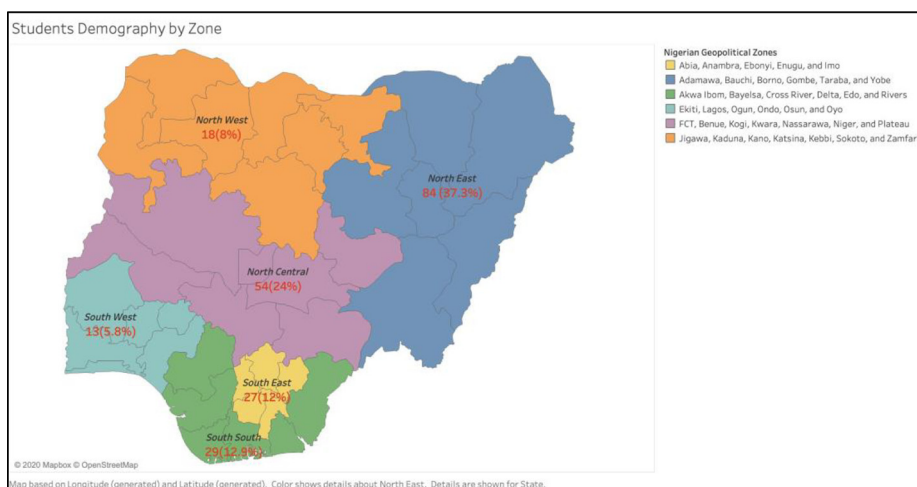 Students Demography by Zone
Nigerian Geopolitical Zones
Abia, Anambra, Ebonyi, Enugu, and Imo
Adamawa, Bauchi, Borno, Gombe, Taraba, and Yobe
Akwa Ibom, Bayelsa, Cross River, Delta, Edo, and Rivers
Ekiti, Lagos, Ogun, Ondo, Osun, and Oyo
FCT, Benue, Kogi, Kwara, Nassarawa, Niger, and Plateau
Jigawa, Kaduna, Kano, Katsina, Kebbi, Sokoto, and Zamfar
North West
18(8%)
North East
84 (37.3%)
North Central
54(24%)
South West
13(5.8%)
South East
27(12%)
South South
29(12.9%)
© 2020 Mapbox © OpenStreetMap
Map based on Longitude (generated) and Latitude (generated). Color shows details about North East. Details are shown for State.